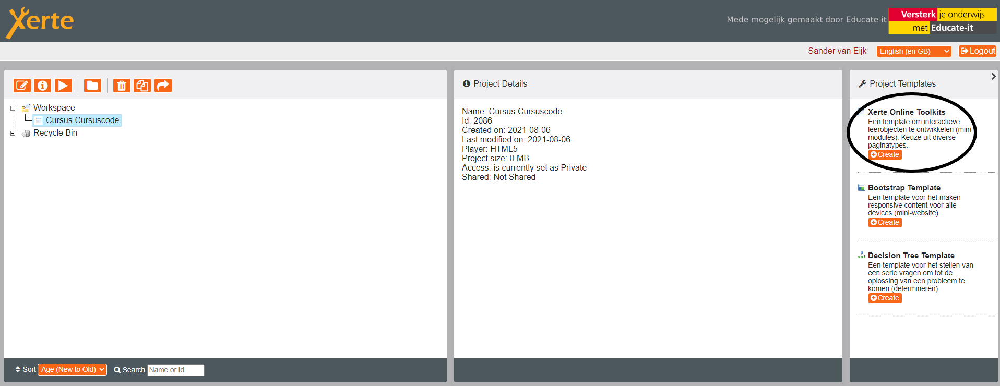 Xerte
Mede mogelijk gemaakt door Educate-it
Versterk je onderwijs
met Educate-it
Sander van Eijk
English (en-GB)
Logout
Workspace
Cursus Cursuscode
Recycle Bin
Sort
Age (New to Old)
Search
Name or Id
Project Details
Name: Cursus Cursuscode
Id: 2086
Created on: 2021-08-06
Last modified on: 2021-08-06
Player: HTML5
Project size: 0 MB
Access: is currently set as Private
Shared: Not Shared
Project Templates
Xerte Online Toolkits
Een template om interactieve
leerobjecten te ontwikkelen (mini-
modules). Keuze uit diverse
paginatypes.
Create
Bootstrap Template
Een template voor het maken
responsive content voor alle
devices (mini-website).
Create
Decision Tree Template
Een template voor het stellen van
een serie vragen om tot de
oplossing van een probleem te
komen (determineren).
Create